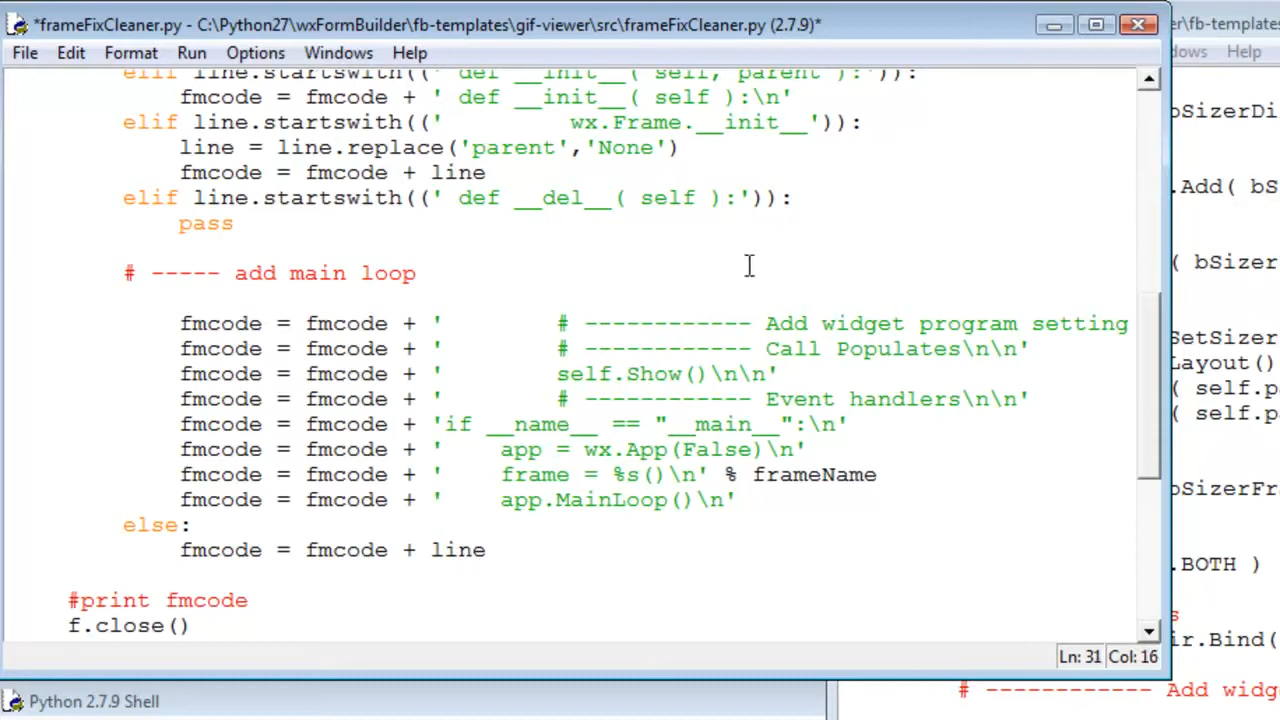 *frameFixCleaner.py - C:\Python27\wxFormBuilder\fb-templates\gif-viewer\src\frameFixCleaner.py (2.7.9)*
er\fb-templates
File Edit Format Run Options Windows Help
dows Help
elif line.startswith((' def __init__( self, parent ):')):
fmcode = fmcode + ' def __init__( self ):\n'
elif line.startswith((' wx.Frame.__init__')):
line = line.replace('parent','None')
fmcode = fmcode + line
elif line.startswith((' def __del__( self ):')):
pass
# ----- add main loop
fmcode = fmcode + ' # ------------ Add widget program setting
fmcode = fmcode + ' # ------------ Call Populates\n\n'
fmcode = fmcode + ' self.Show()\n\n'
fmcode = fmcode + ' # ------------ Event handlers\n\n'
fmcode = fmcode + 'if __name__ == "__main__":\n'
fmcode = fmcode + ' app = wx.App(False)\n'
fmcode = fmcode + ' frame = %s()\n' % frameName
fmcode = fmcode + ' app.MainLoop()\n'
else:
fmcode = fmcode + line
#print fmcode
f.close()
Ln: 31 Col: 16
Python 2.7.9 Shell
oSizerDi
.Add( bS
( bSizer
SetSizer
Layout()
( self.p
( self.p
oSizerFr
.BOTH )
s
ir.Bind(
# ------------ Add widg